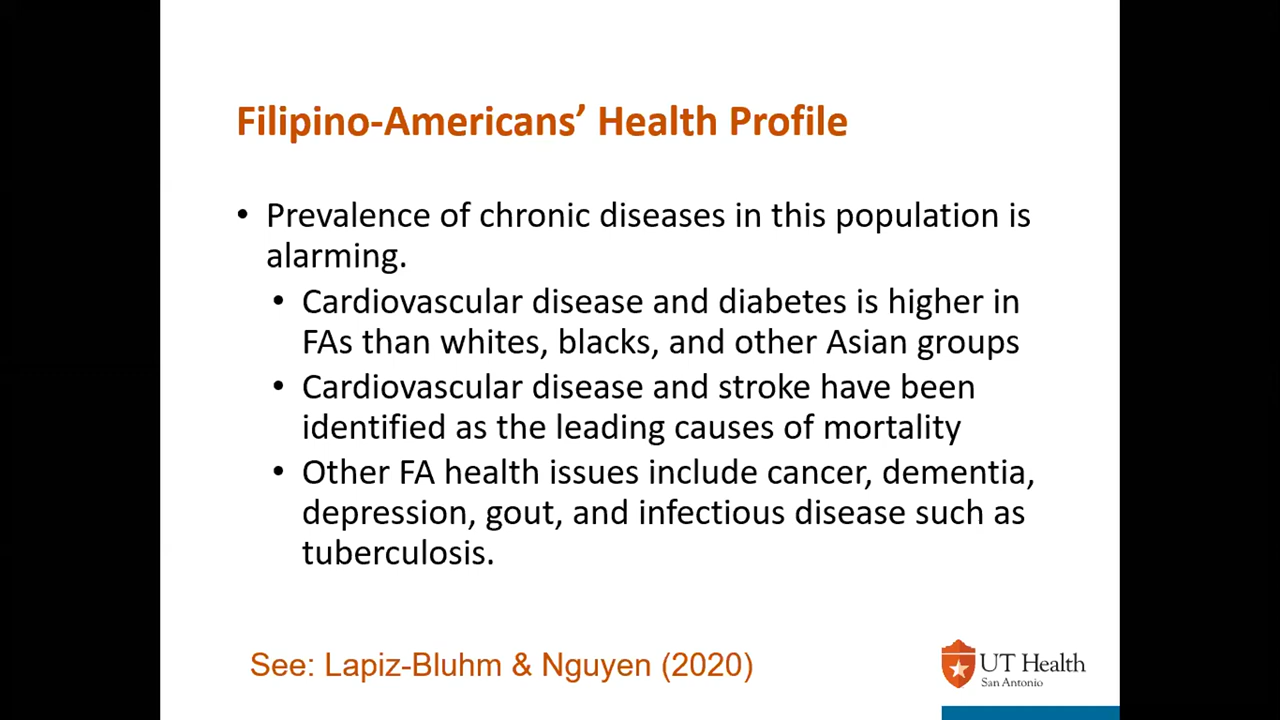 Filipino-Americans’ Health Profile
• Prevalence of chronic diseases in this population is
alarming.
• Cardiovascular disease and diabetes is higher in
FAs than whites, blacks, and other Asian groups
• Cardiovascular disease and stroke have been
identified as the leading causes of mortality
• Other FA health issues include cancer, dementia,
depression, gout, and infectious disease such as
tuberculosis.
See: Lapiz-Bluhm & Nguyen (2020)
UT Health
San Antonio